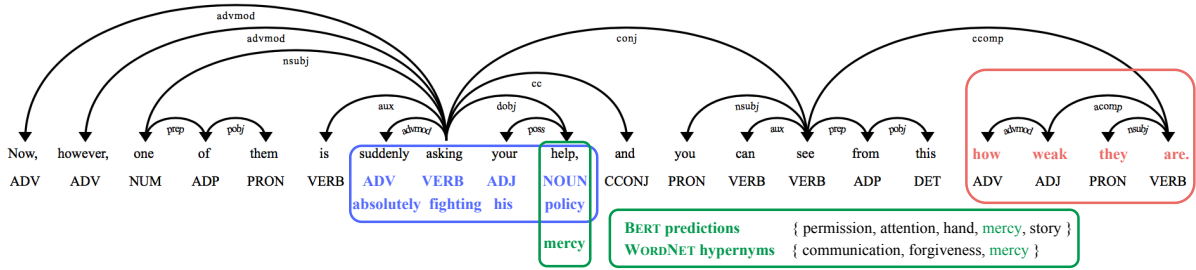 advmod
advmod
conj
ccomp
nsubj
cc
aux
dobj
nsubj
acomp
prep
pobj
advmod
poss
aux
prep
pobj
advmod
nsubj
Now, however, one of them is suddenly asking your help, and you can see from this how weak they are.
ADV ADV NUM ADP PRON VERB ADV VERB ADJ NOUN CCONJ PRON VERB VERB ADP DET ADV ADJ PRON VERB
absolutely fighting his policy
BERT predictions { permission, attention, hand, mercy, story }
mercy
WORDNET hypernyms { communication, forgiveness, mercy }